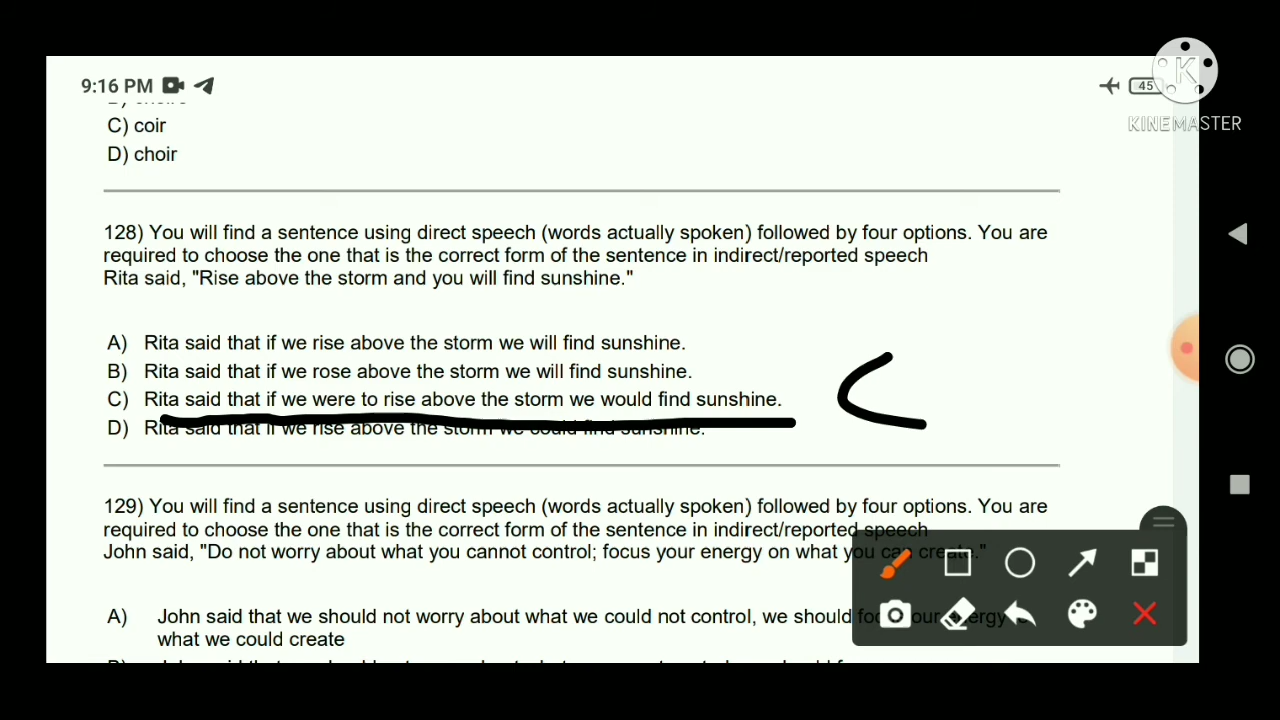 9:16 PM
45
KINEMASTER
C) coir
D) choir
128) You will find a sentence using direct speech (words actually spoken) followed by four options. You are
required to choose the one that is the correct form of the sentence in indirect/reported speech
Rita said, "Rise above the storm and you will find sunshine."
A) Rita said that if we rise above the storm we will find sunshine.
B) Rita said that if we rose above the storm we will find sunshine.
C) Rita said that if we were to rise above the storm we would find sunshine.
D) Rita said that if we rise above the storm we could find sunshine.
C
129) You will find a sentence using direct speech (words actually spoken) followed by four options. You are
required to choose the one that is the correct form of the sentence in indirect/reported speech
John said, "Do not worry about what you cannot control; focus your energy on what you can create."
A) John said that we should not worry about what we could not control, we should focus our energy
what we could create